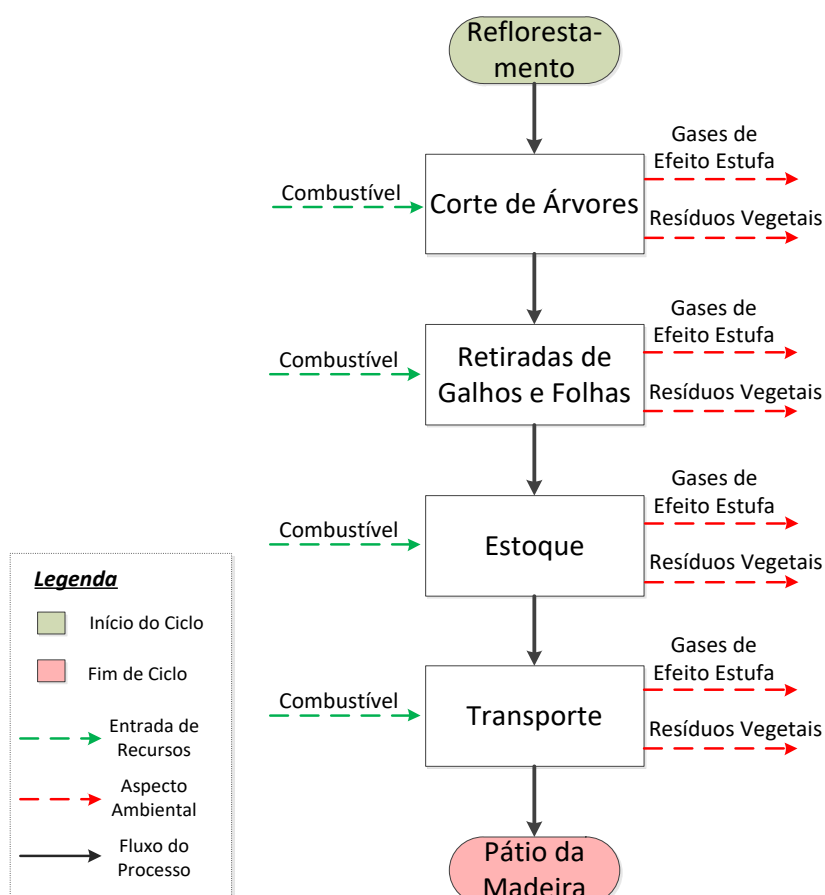 Refloresta-
mento
Gases de
Efeito Estufa
Combustível
Corte de Árvores
Resíduos Vegetais
Gases de
Efeito Estufa
Combustível
Retiradas de
Galhos e Folhas
Resíduos Vegetais
Gases de
Efeito Estufa
Combustível
Estoque
Resíduos Vegetais
Gases de
Efeito Estufa
Combustível
Transporte
Resíduos Vegetais
Pátio da
Madeira
Legenda
Início do Ciclo
Fim de Ciclo
Entrada de
Recursos
Aspecto
Ambiental
Fluxo do
Processo